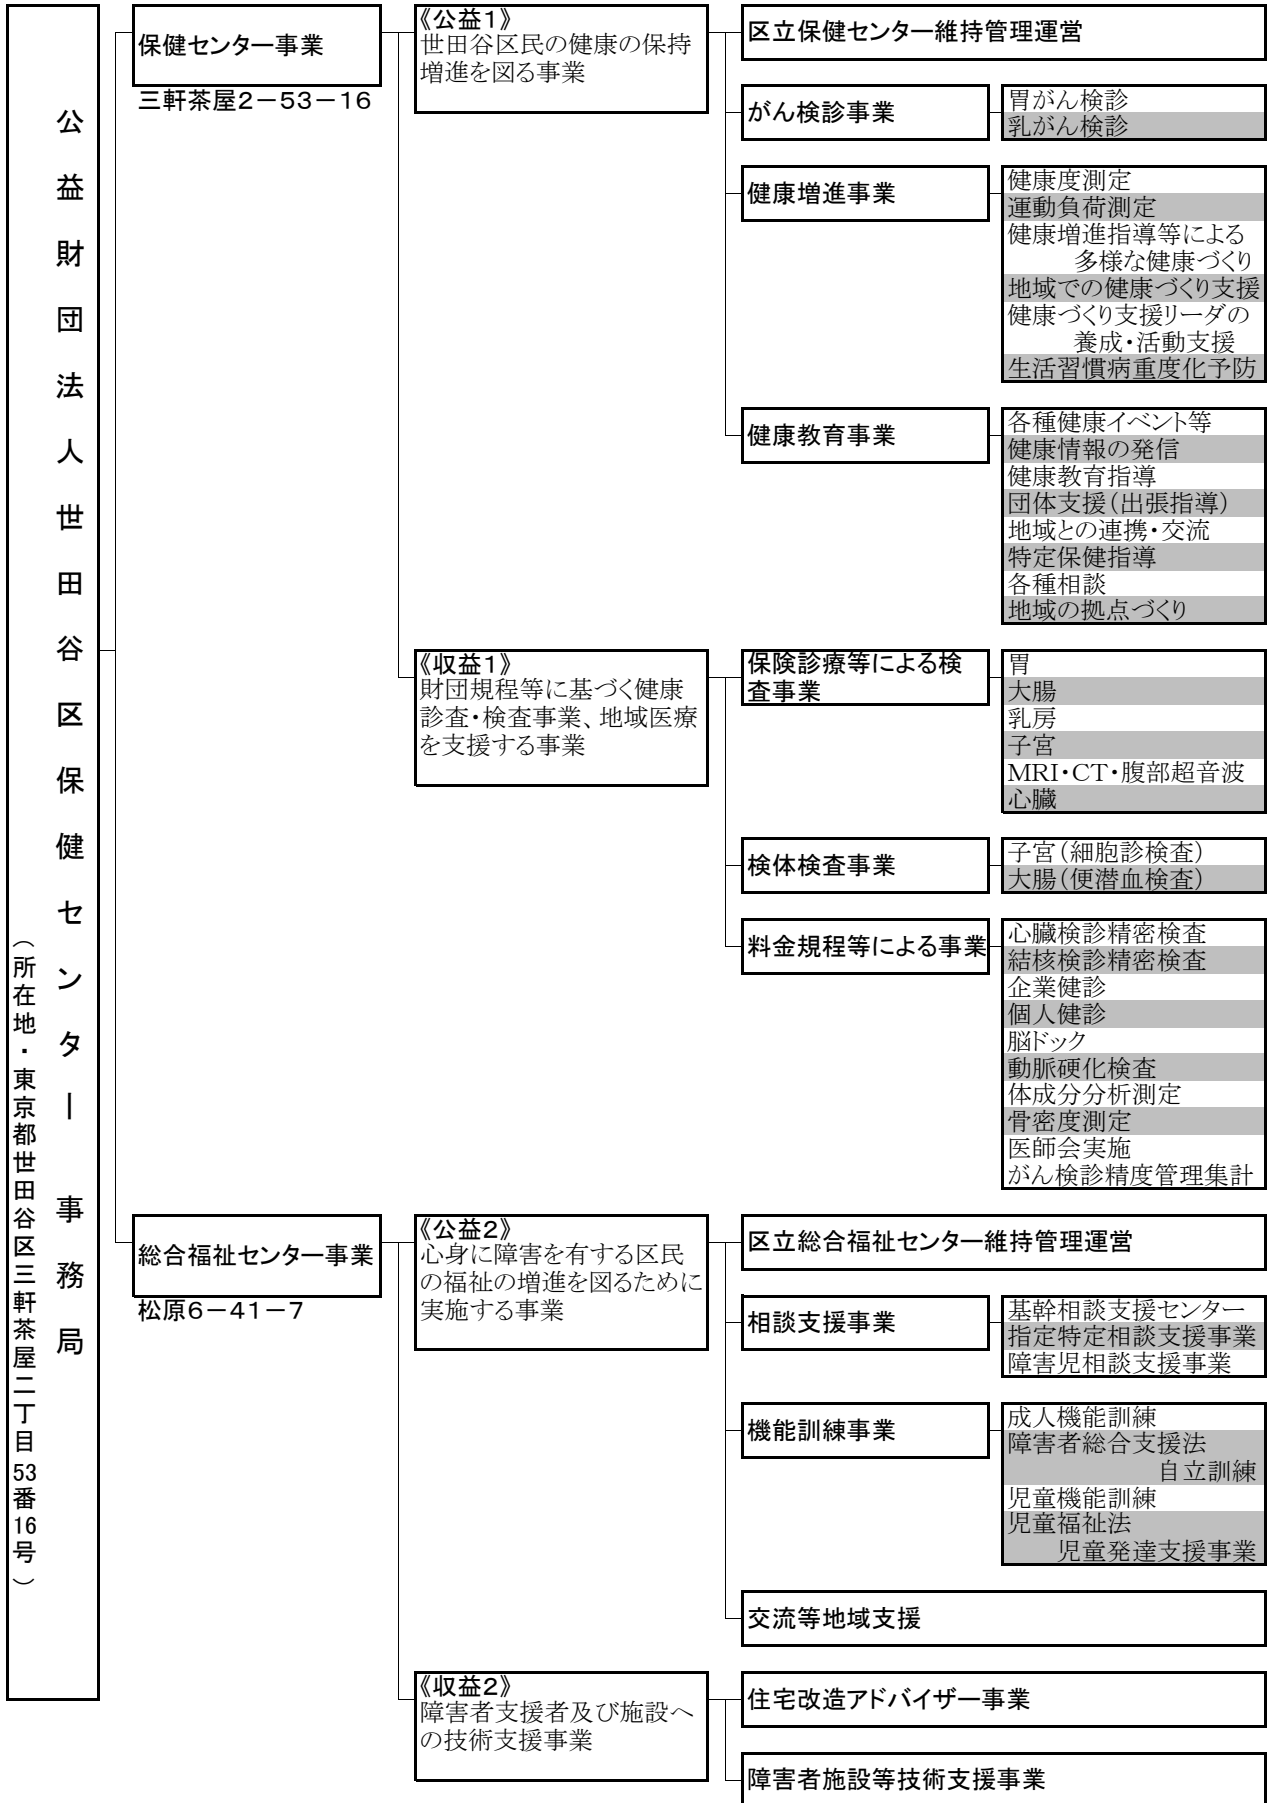 公益財団法人世田谷区保健センター 事務局
（所在地・東京都世田谷区三軒茶屋二丁目53番16号）
保健センター事業
三軒茶屋2－53－16
《公益1》
世田谷区民の健康の保持
増進を図る事業
区立保健センター維持管理運営
がん検診事業
胃がん検診
乳がん検診
健康増進事業
健康度測定
運動負荷測定
健康増進指導等による
多様な健康づくり
地域での健康づくり支援
健康づくり支援リーダの
養成・活動支援
生活習慣病重度化予防
健康教育事業
各種健康イベント等
健康情報の発信
健康教育指導
団体支援（出張指導）
地域との連携・交流
特定保健指導
各種相談
地域の拠点づくり
《収益1》
財団規程等に基づく健康
診査・検査事業、地域医療
を支援する事業
保険診療等による検
査事業
胃
大腸
乳房
子宮
MRI・CT・腹部超音波
心臓
検体検査事業
子宮（細胞診検査）
大腸（便潜血検査）
料金規程等による事業
心臓検診精密検査
結核検診精密検査
企業健診
個人健診
脳ドック
動脈硬化検査
体成分分析測定
骨密度測定
医師会実施
がん検診精度管理集計
総合福祉センター事業
松原6－41－7
《公益2》
心身に障害を有する区民
の福祉の増進を図るために
実施する事業
区立総合福祉センター維持管理運営
相談支援事業
基幹相談支援センター
指定特定相談支援事業
障害児相談支援事業
機能訓練事業
成人機能訓練
障害者総合支援法
自立訓練
児童機能訓練
児童福祉法
児童発達支援事業
交流等地域支援
《収益2》
障害者支援者及び施設へ
の技術支援事業
住宅改造アドバイザー事業
障害者施設等技術支援事業